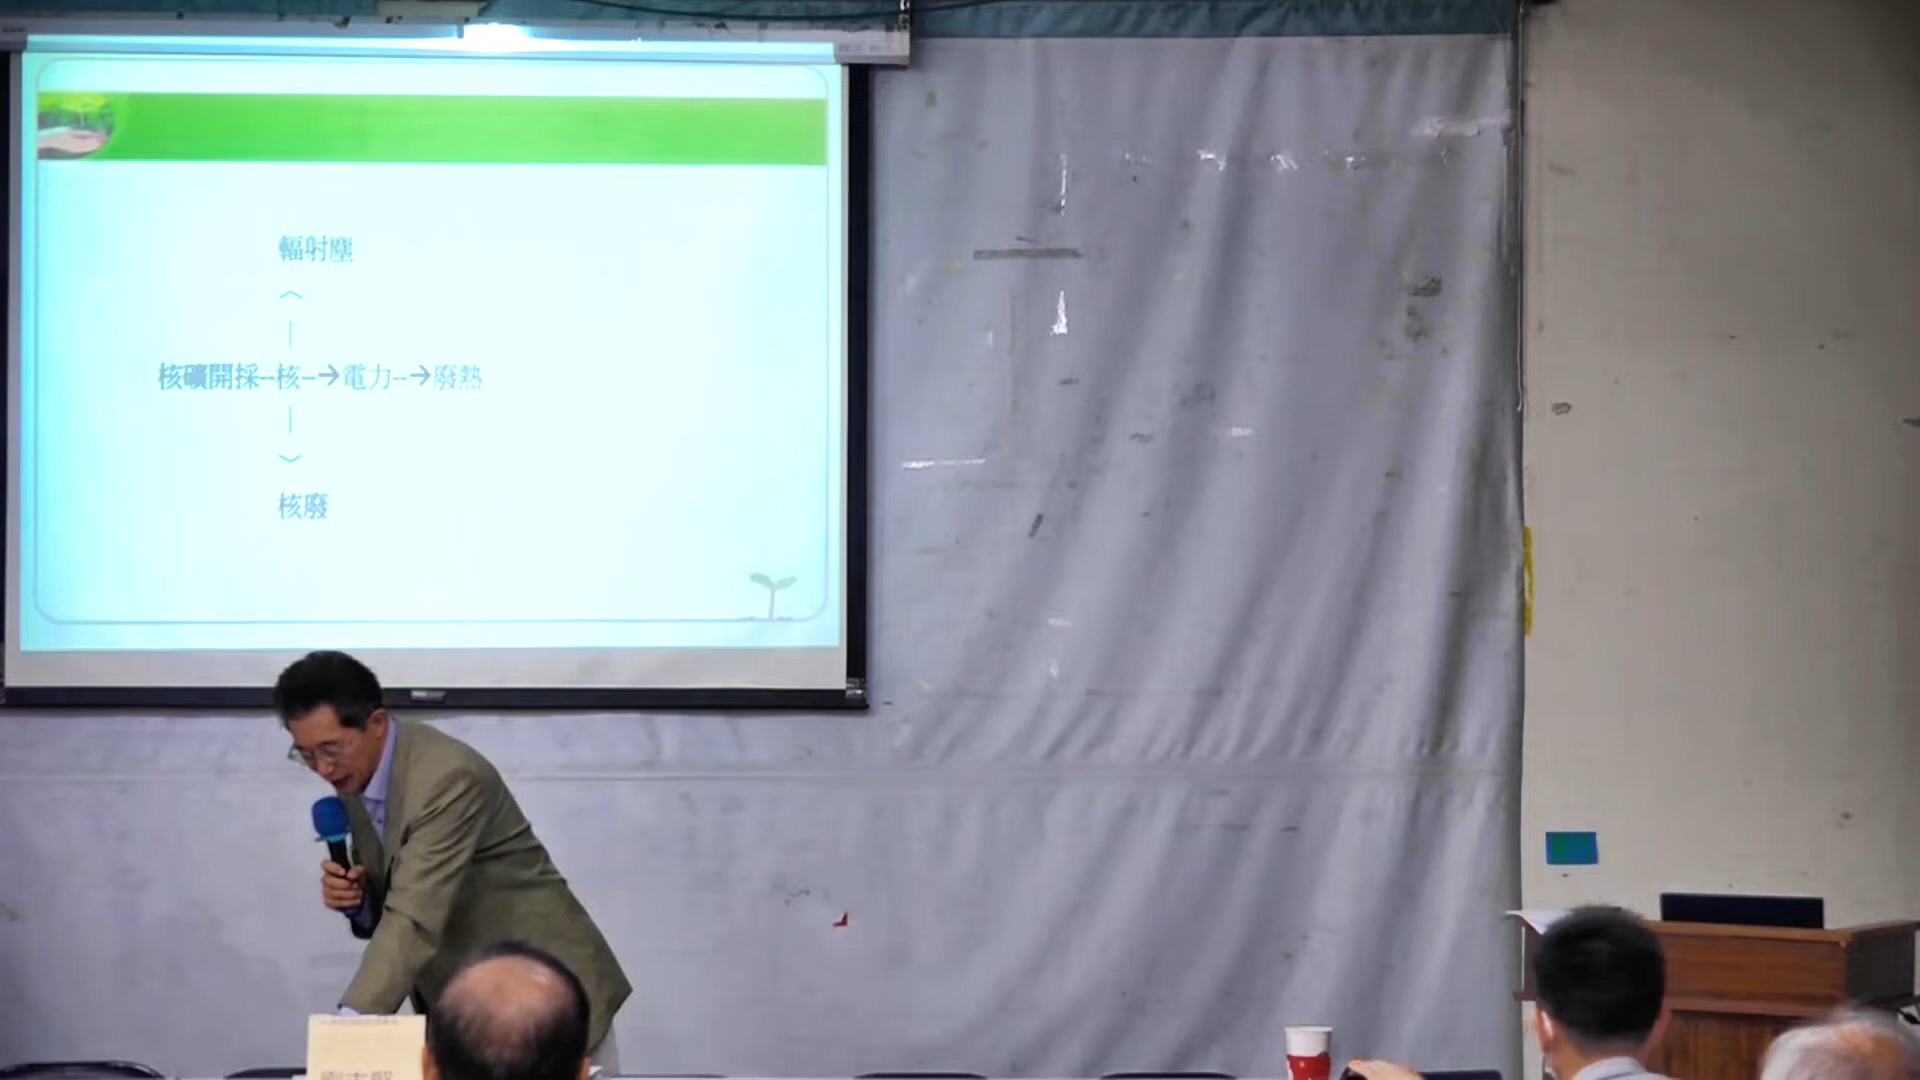 輻射塵
︿
｜
核礦開採--核--→電力--→廢熱
｜
﹀
核廢